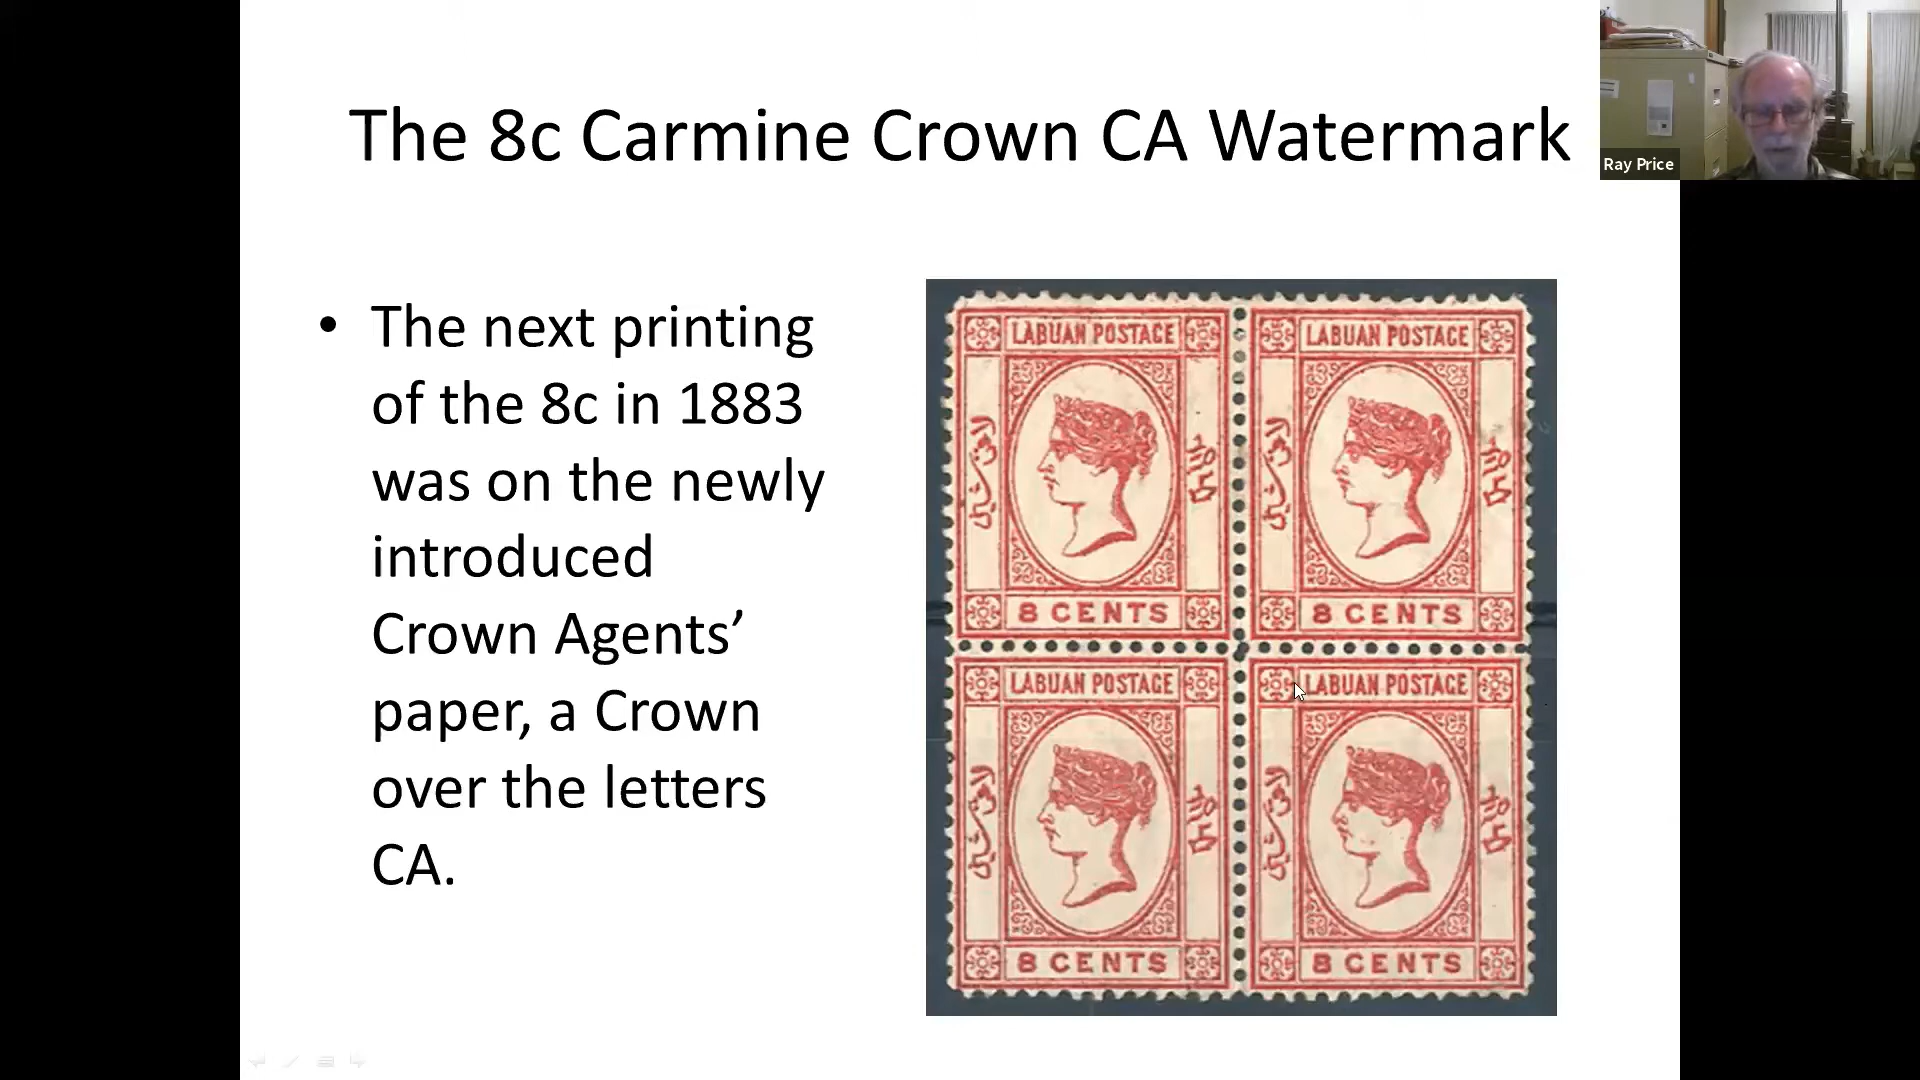 The 8c Carmine Crown CA Watermark
Ray Price
• The next printing
of the 8c in 1883
was on the newly
introduced
Crown Agents’
paper, a Crown
over the letters
CA.
LABUAN POSTAGE
8 CENTS
LABUAN POSTAGE
8 CENTS
LABUAN POSTAGE
8 CENTS
LABUAN POSTAGE
8 CENTS